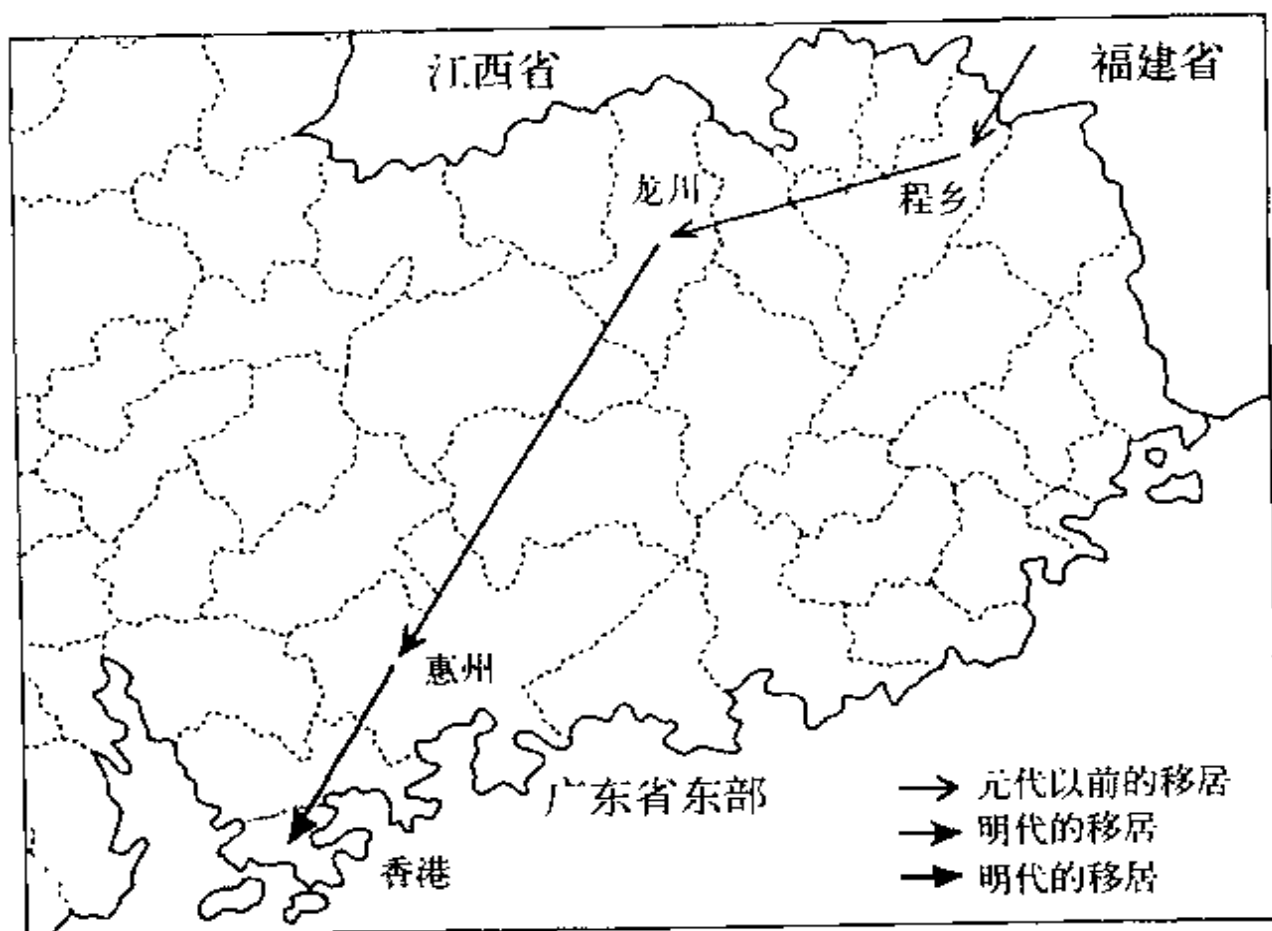 江西省
福建省
龙川
程乡
惠州
广东省东部
香港
元代以前的移居
明代的移居
明代的移居